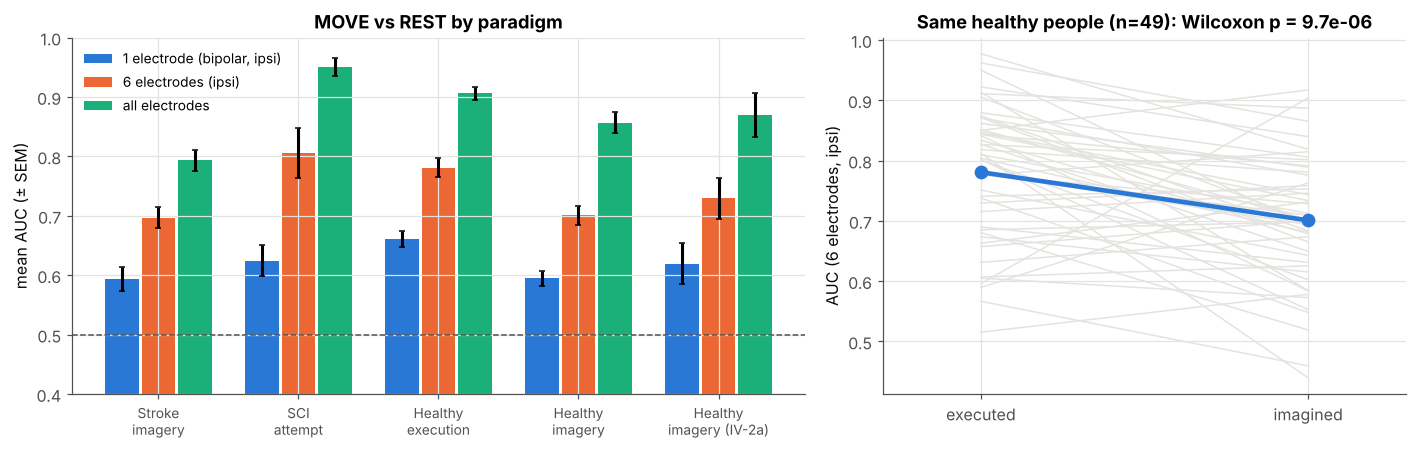 MOVE vs REST by paradigm
mean AUC (± SEM)
1.0
0.9
0.8
0.7
0.6
0.5
0.4
1 electrode (bipolar, ipsi)
6 electrodes (ipsi)
all electrodes
Stroke
imagery
SCI
attempt
Healthy
execution
Healthy
imagery
Healthy
imagery (IV-2a)
Same healthy people (n=49): Wilcoxon p = 9.7e-06
AUC (6 electrodes, ipsi)
1.0
0.9
0.8
0.7
0.6
0.5
executed
imagined